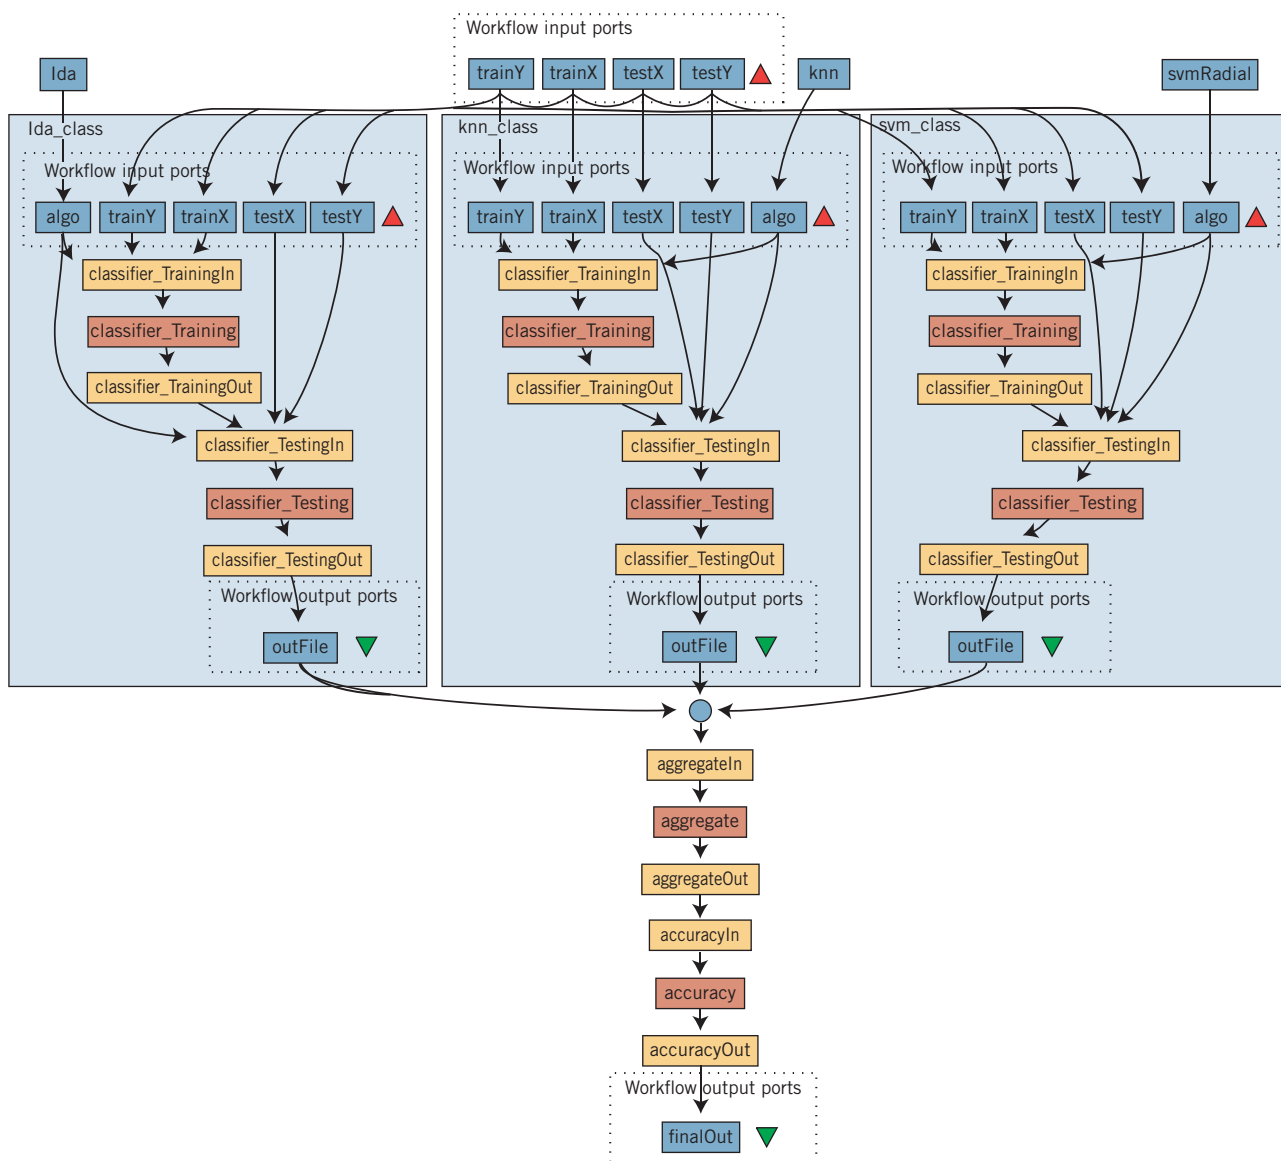 Workflow input ports
lda
trainY
trainX
testX
testY
knn
svmRadial
lda_class
knn_class
svm_class
Workflow input ports
Workflow input ports
Workflow input ports
algo
trainY
trainX
testX
testY
trainY
trainX
testX
testY
algo
trainY
trainX
testX
testY
algo
classifier_TrainingIn
classifier_TrainingIn
classifier_TrainingIn
classifier_Training
classifier_Training
classifier_Training
classifier_TrainingOut
classifier_TrainingOut
classifier_TrainingOut
classifier_TestingIn
classifier_TestingIn
classifier_TestingIn
classifier_Testing
classifier_Testing
classifier_Testing
classifier_TestingOut
classifier_TestingOut
classifier_TestingOut
Workflow output ports
Workflow output ports
Workflow output ports
outFile
outFile
outFile
aggregateIn
aggregate
aggregateOut
accuracyIn
accuracy
accuracyOut
Workflow output ports
finalOut